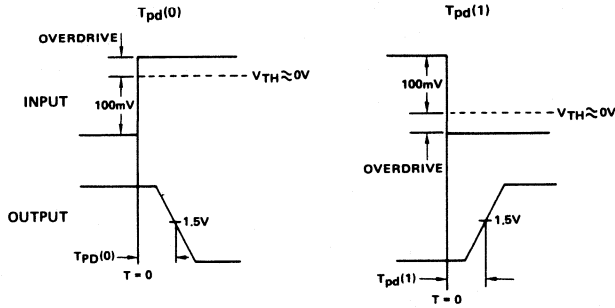 Tpd(0)
OVERDRIVE
VTH≈0V
INPUT
100mV
OUTPUT
1.5V
TPD(0)
T = 0
Tpd(1)
100mV
VTH≈0V
OVERDRIVE
1.5V
Tpd(1)
T = 0